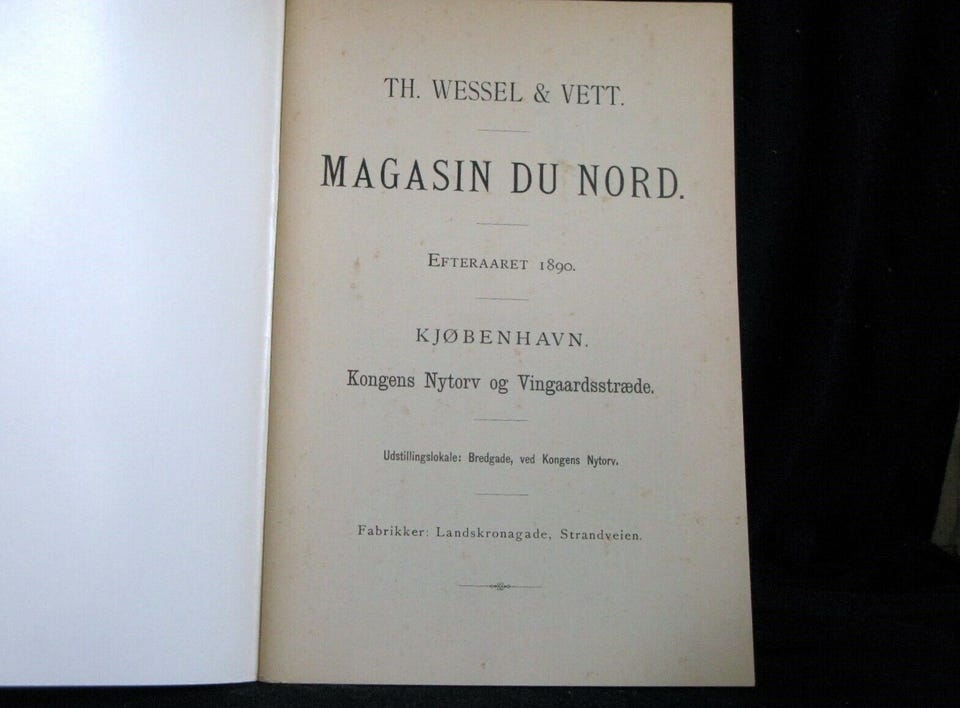 TH. WESSEL & VETT.
MAGASIN DU NORD.
EFTERAARET 1890.
KJØBENHAVN.
Kongens Nytorv og Vingaardsstræde.
Udstillingslokale: Bredgade, ved Kongens Nytorv.
Fabrikker: Landskronagade, Strandveien.